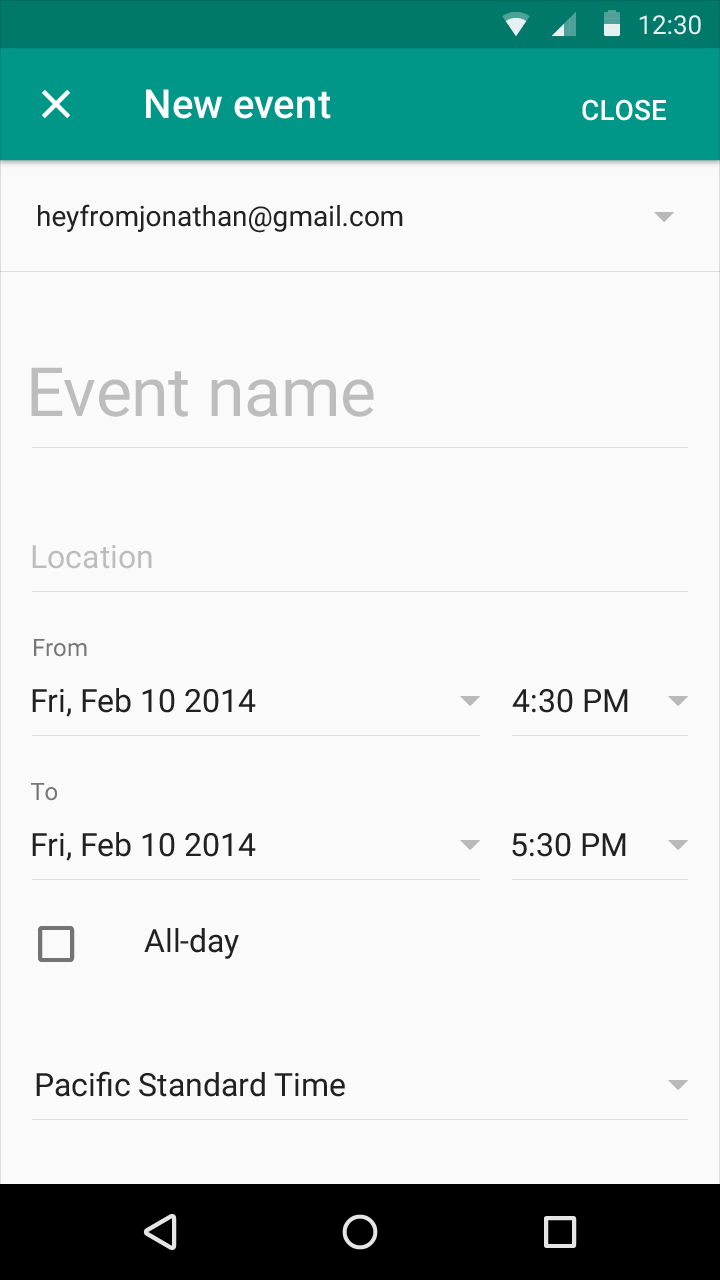 12:30
New event
CLOSE
heyfromjonathan@gmail.com
Event name
Location
From
Fri, Feb 10 2014
4:30 PM
To
Fri, Feb 10 2014
5:30 PM
All-day
Pacific Standard Time